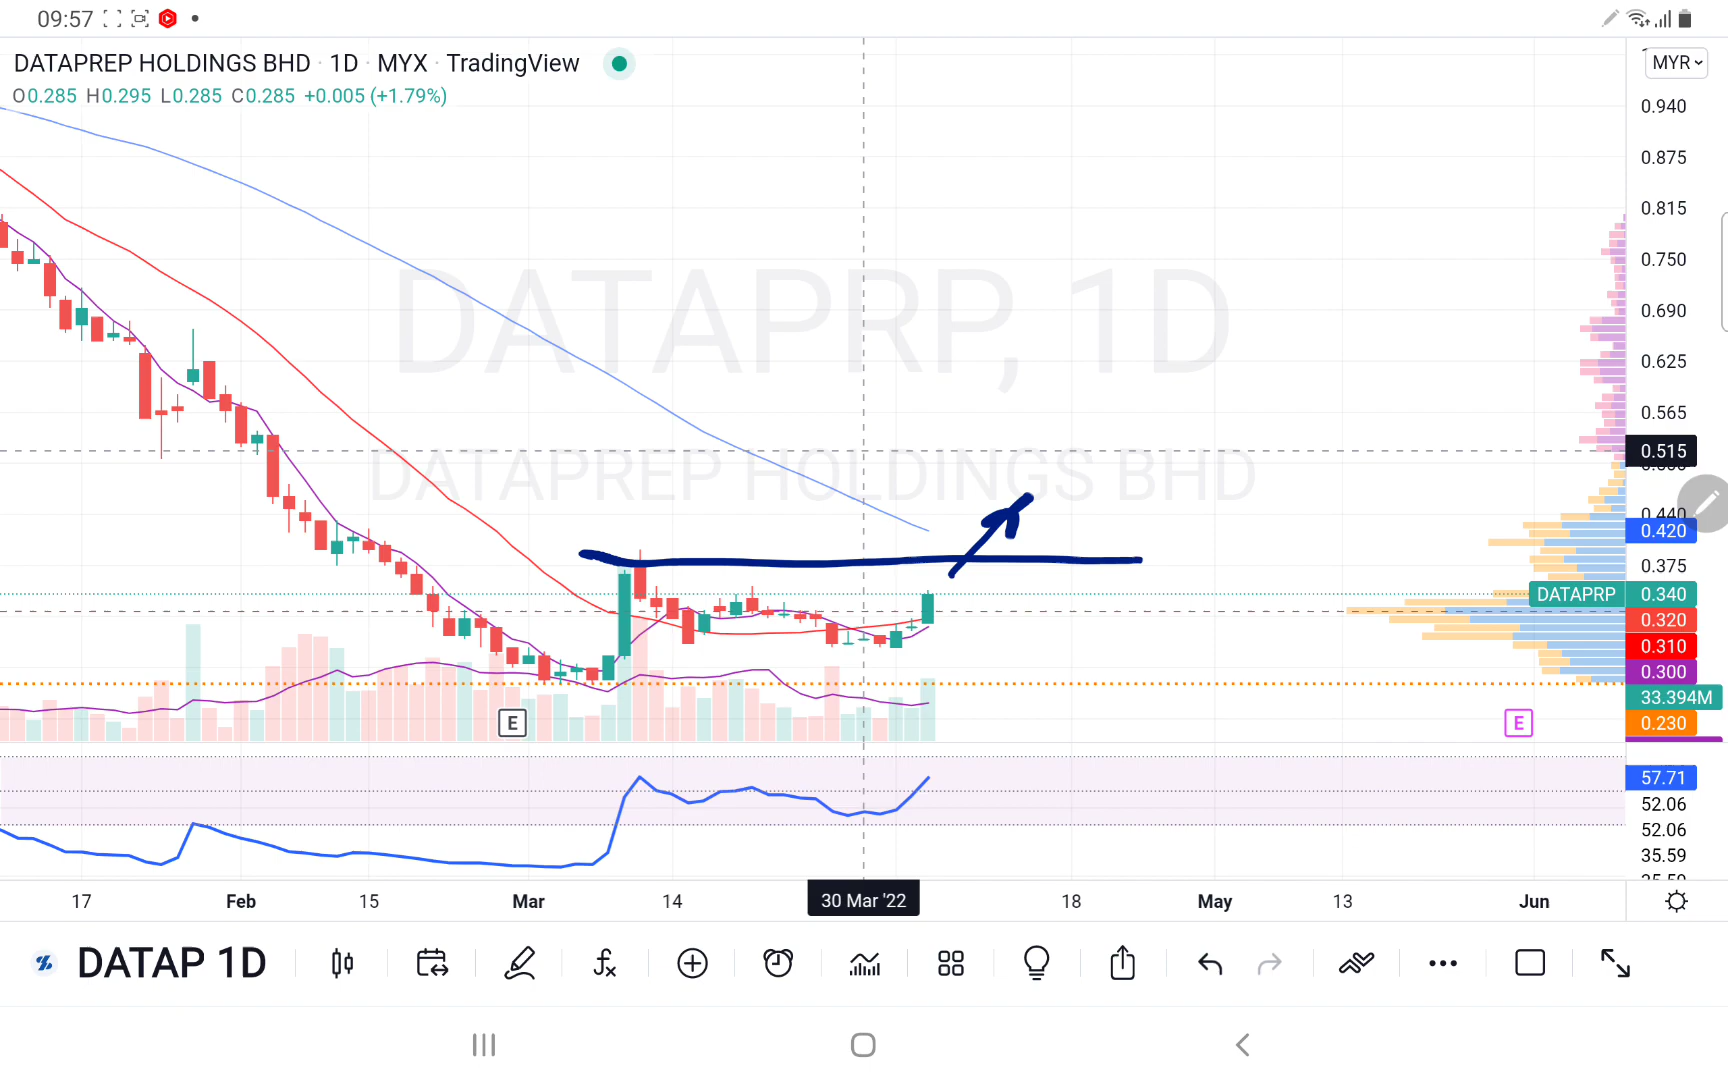 09:57
DATAPREP HOLDINGS BHD · 1D · MYX · TradingView
MYR
O0.285 H0.295 L0.285 C0.285 +0.005 (+1.79%)
0.940
0.875
0.815
0.750
DATAPRP, 1D
0.690
0.625
0.565
0.515
DATAPREP HOLDINGS BHD
0.440
0.420
0.375
DATAPRP 0.340
0.320
0.310
0.300
33.394M
E E 0.230
57.71
52.06
52.06
35.59
17 Feb 15 Mar 14 30 Mar '22 18 May 13 Jun
DATAP 1D